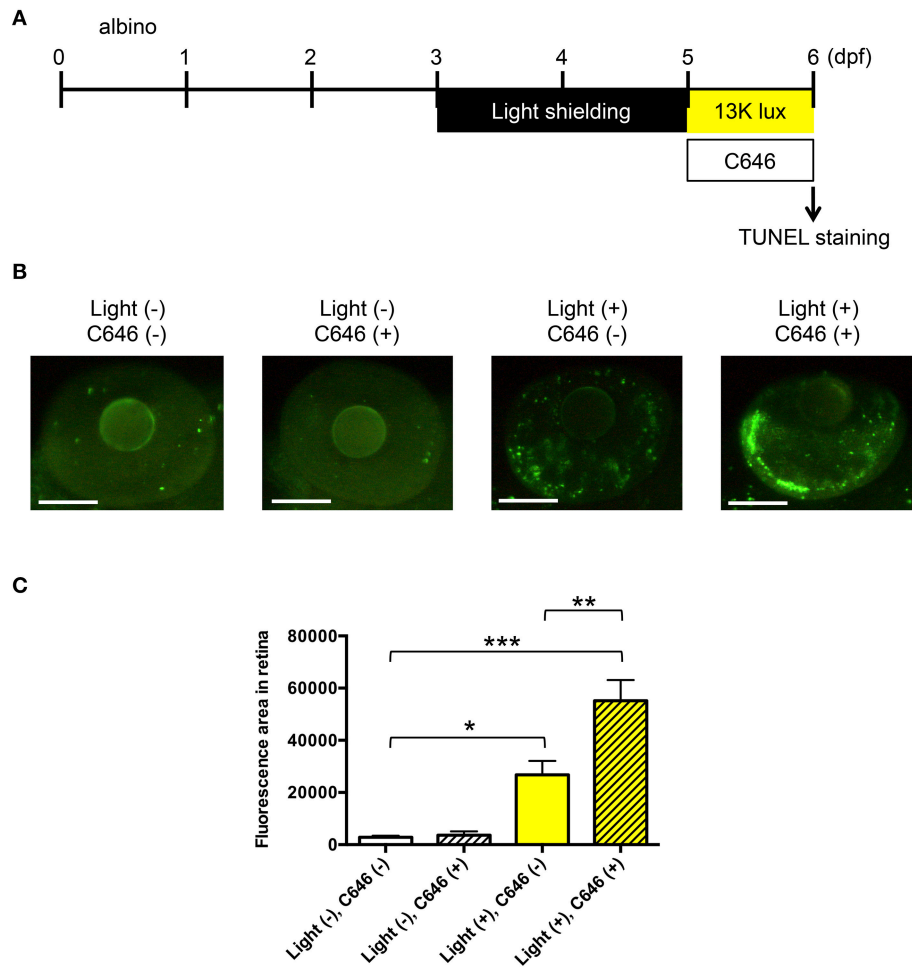 A
albino
0 1 2 3 4 5 6 (dpf)
Light shielding 13K lux
C646
TUNEL staining
B
Light (-) Light (-) Light (+) Light (+)
C646 (-) C646 (+) C646 (-) C646 (+)
C
**
80000
***
60000
40000
*
20000
0
Fluorescence area in retina
Light (-), C646 (-)
Light (-), C646 (+)
Light (+), C646 (-)
Light (+), C646 (+)